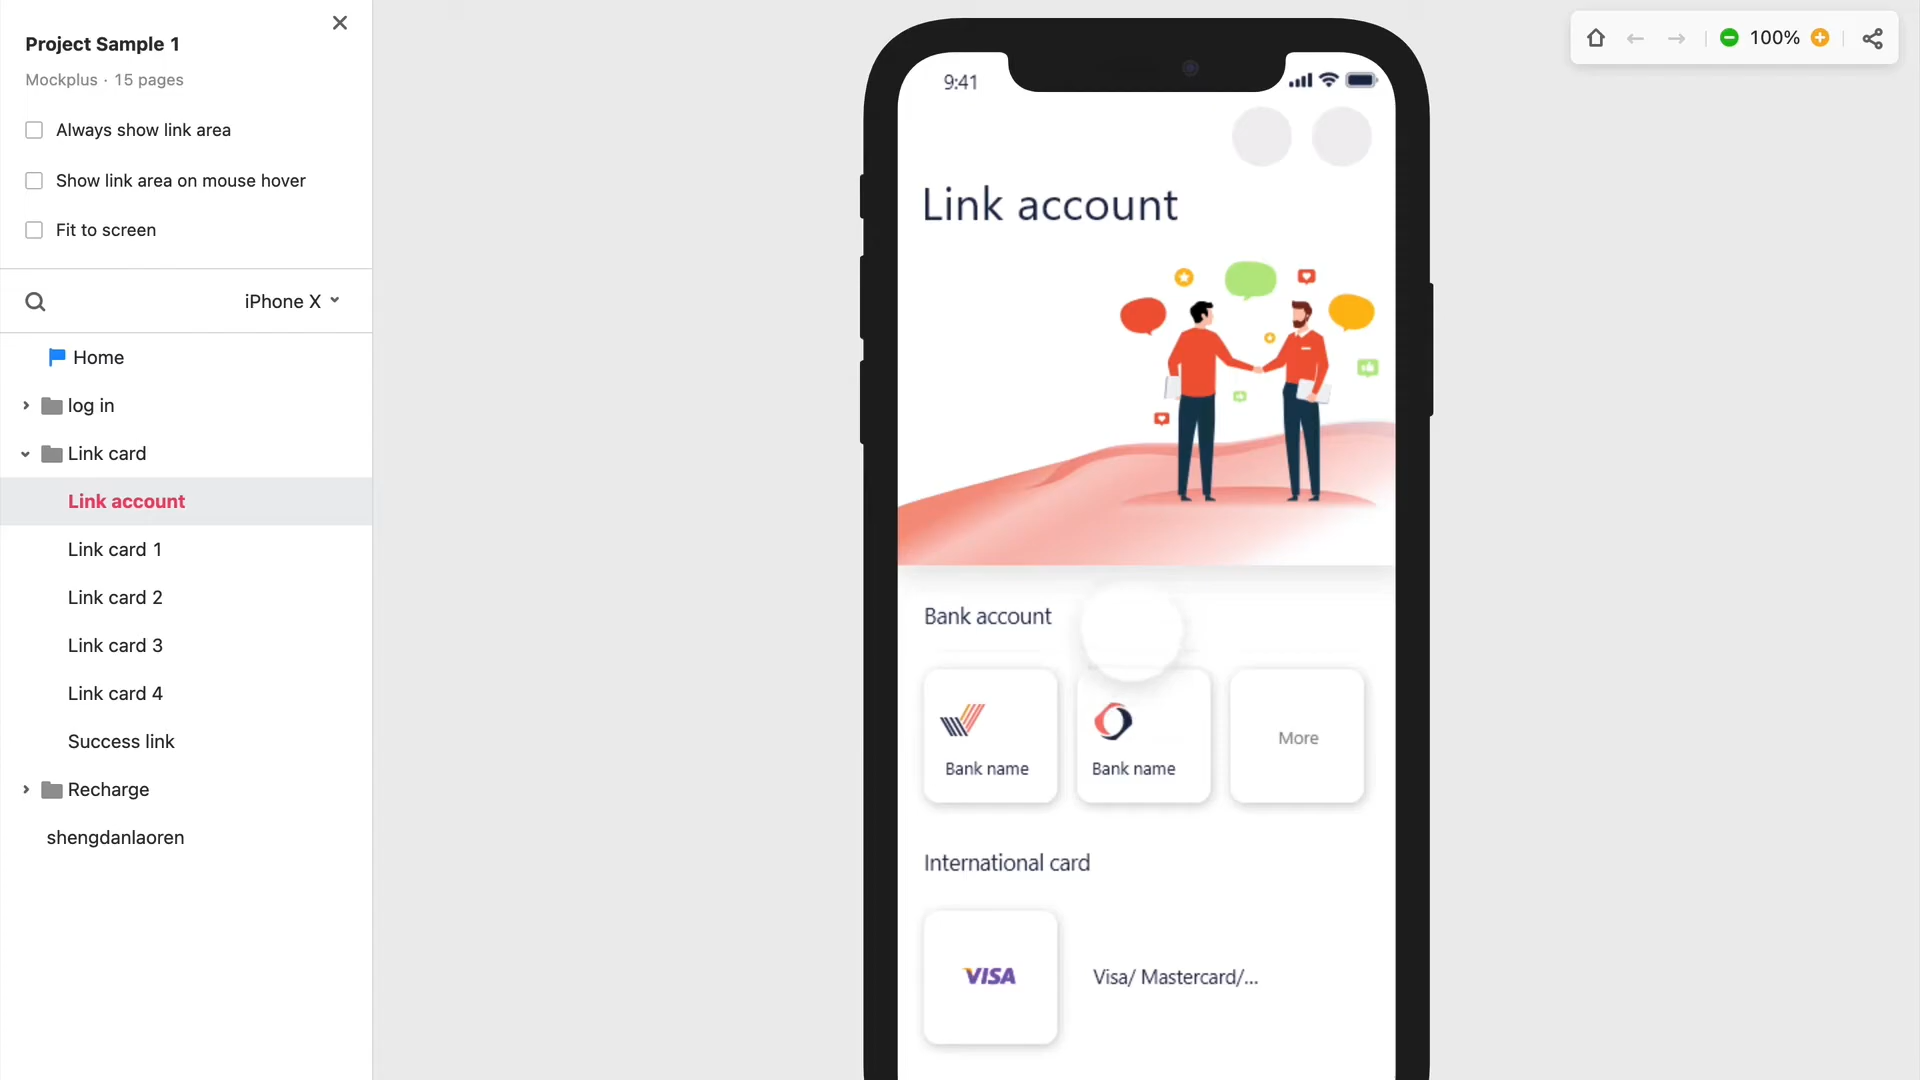 Project Sample 1
Mockplus · 15 pages
Always show link area
Show link area on mouse hover
Fit to screen
iPhone X
Home
log in
Link card
Link account
Link card 1
Link card 2
Link card 3
Link card 4
Success link
Recharge
shengdanlaoren
100%
9:41
Link account
Bank account
Bank name
Bank name
More
International card
VISA
Visa/ Mastercard/...